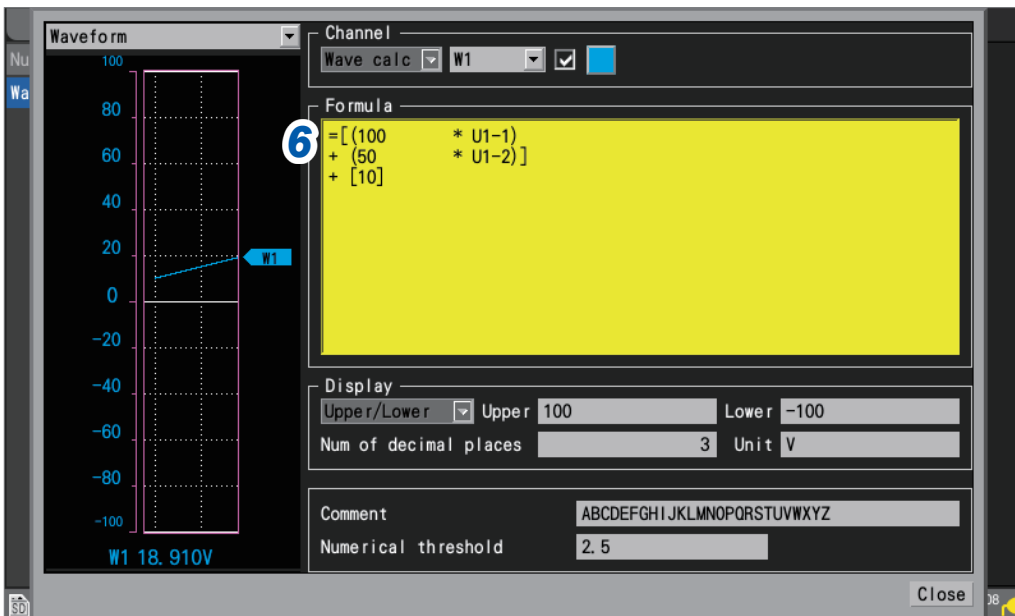 Nu
Wa
Waveform
100
80
60
40
20
0
-20
-40
-60
-80
-100
W1
W1 18.910V
Channel
Wave calc W1
Formula
6
=[(100 * U1-1)
+ (50 * U1-2)]
+ [10]
Display
Upper/Lower Upper 100 Lower -100
Num of decimal places 3 Unit V
Comment ABCDEFGHIJKLMNOPQRSTUVWXYZ
Numerical threshold 2.5
Close
SD
08